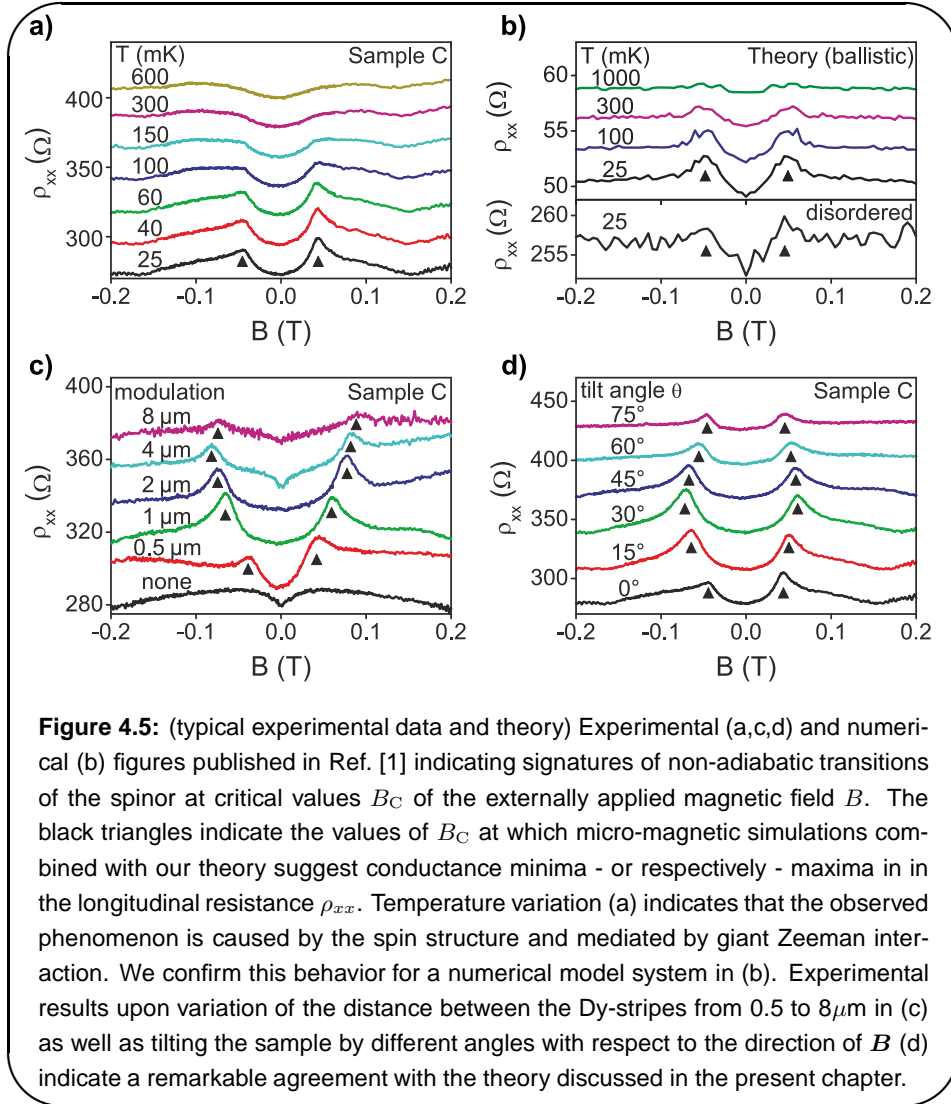 a)
T (mK) Sample C
600
400
300
150
350
100
60
40
300
25
ρxx (Ω)
-0.2 -0.1 0.0 0.1 0.2
B (T)
b)
T (mK) Theory (ballistic)
60
1000
300
55
100
25
50
ρxx (Ω)
disordered
260
25
255
ρxx (Ω)
-0.2 -0.1 0.0 0.1 0.2
B (T)
c)
400
modulation Sample C
8 µm
4 µm
360
2 µm
1 µm
320
0.5 µm
none
280
ρxx (Ω)
-0.2 -0.1 0.0 0.1 0.2
B (T)
d)
tilt angle θ Sample C
450
75°
60°
400
45°
30°
350
15°
300
0°
ρxx (Ω)
-0.2 -0.1 0.0 0.1 0.2
B (T)
Figure 4.5: (typical experimental data and theory) Experimental (a,c,d) and numeri-
cal (b) figures published in Ref. [1] indicating signatures of non-adiabatic transitions
of the spinor at critical values BC of the externally applied magnetic field B. The
black triangles indicate the values of BC at which micro-magnetic simulations com-
bined with our theory suggest conductance minima - or respectively - maxima in in
the longitudinal resistance ρxx. Temperature variation (a) indicates that the observed
phenomenon is caused by the spin structure and mediated by giant Zeeman inter-
action. We confirm this behavior for a numerical model system in (b). Experimental
results upon variation of the distance between the Dy-stripes from 0.5 to 8µm in (c)
as well as tilting the sample by different angles with respect to the direction of B (d)
indicate a remarkable agreement with the theory discussed in the present chapter.